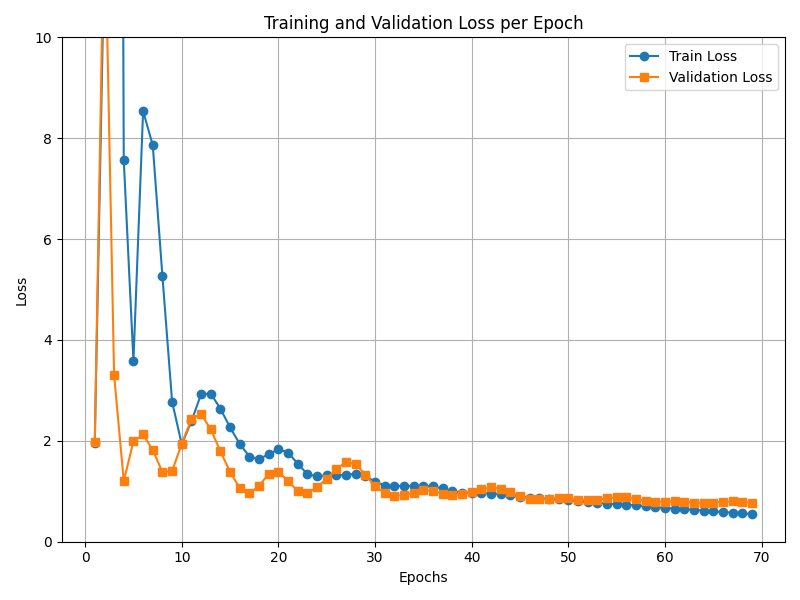 Training and Validation Loss per Epoch
Train Loss
Validation Loss
Loss
10
8
6
4
2
0
0 10 20 30 40 50 60 70
Epochs